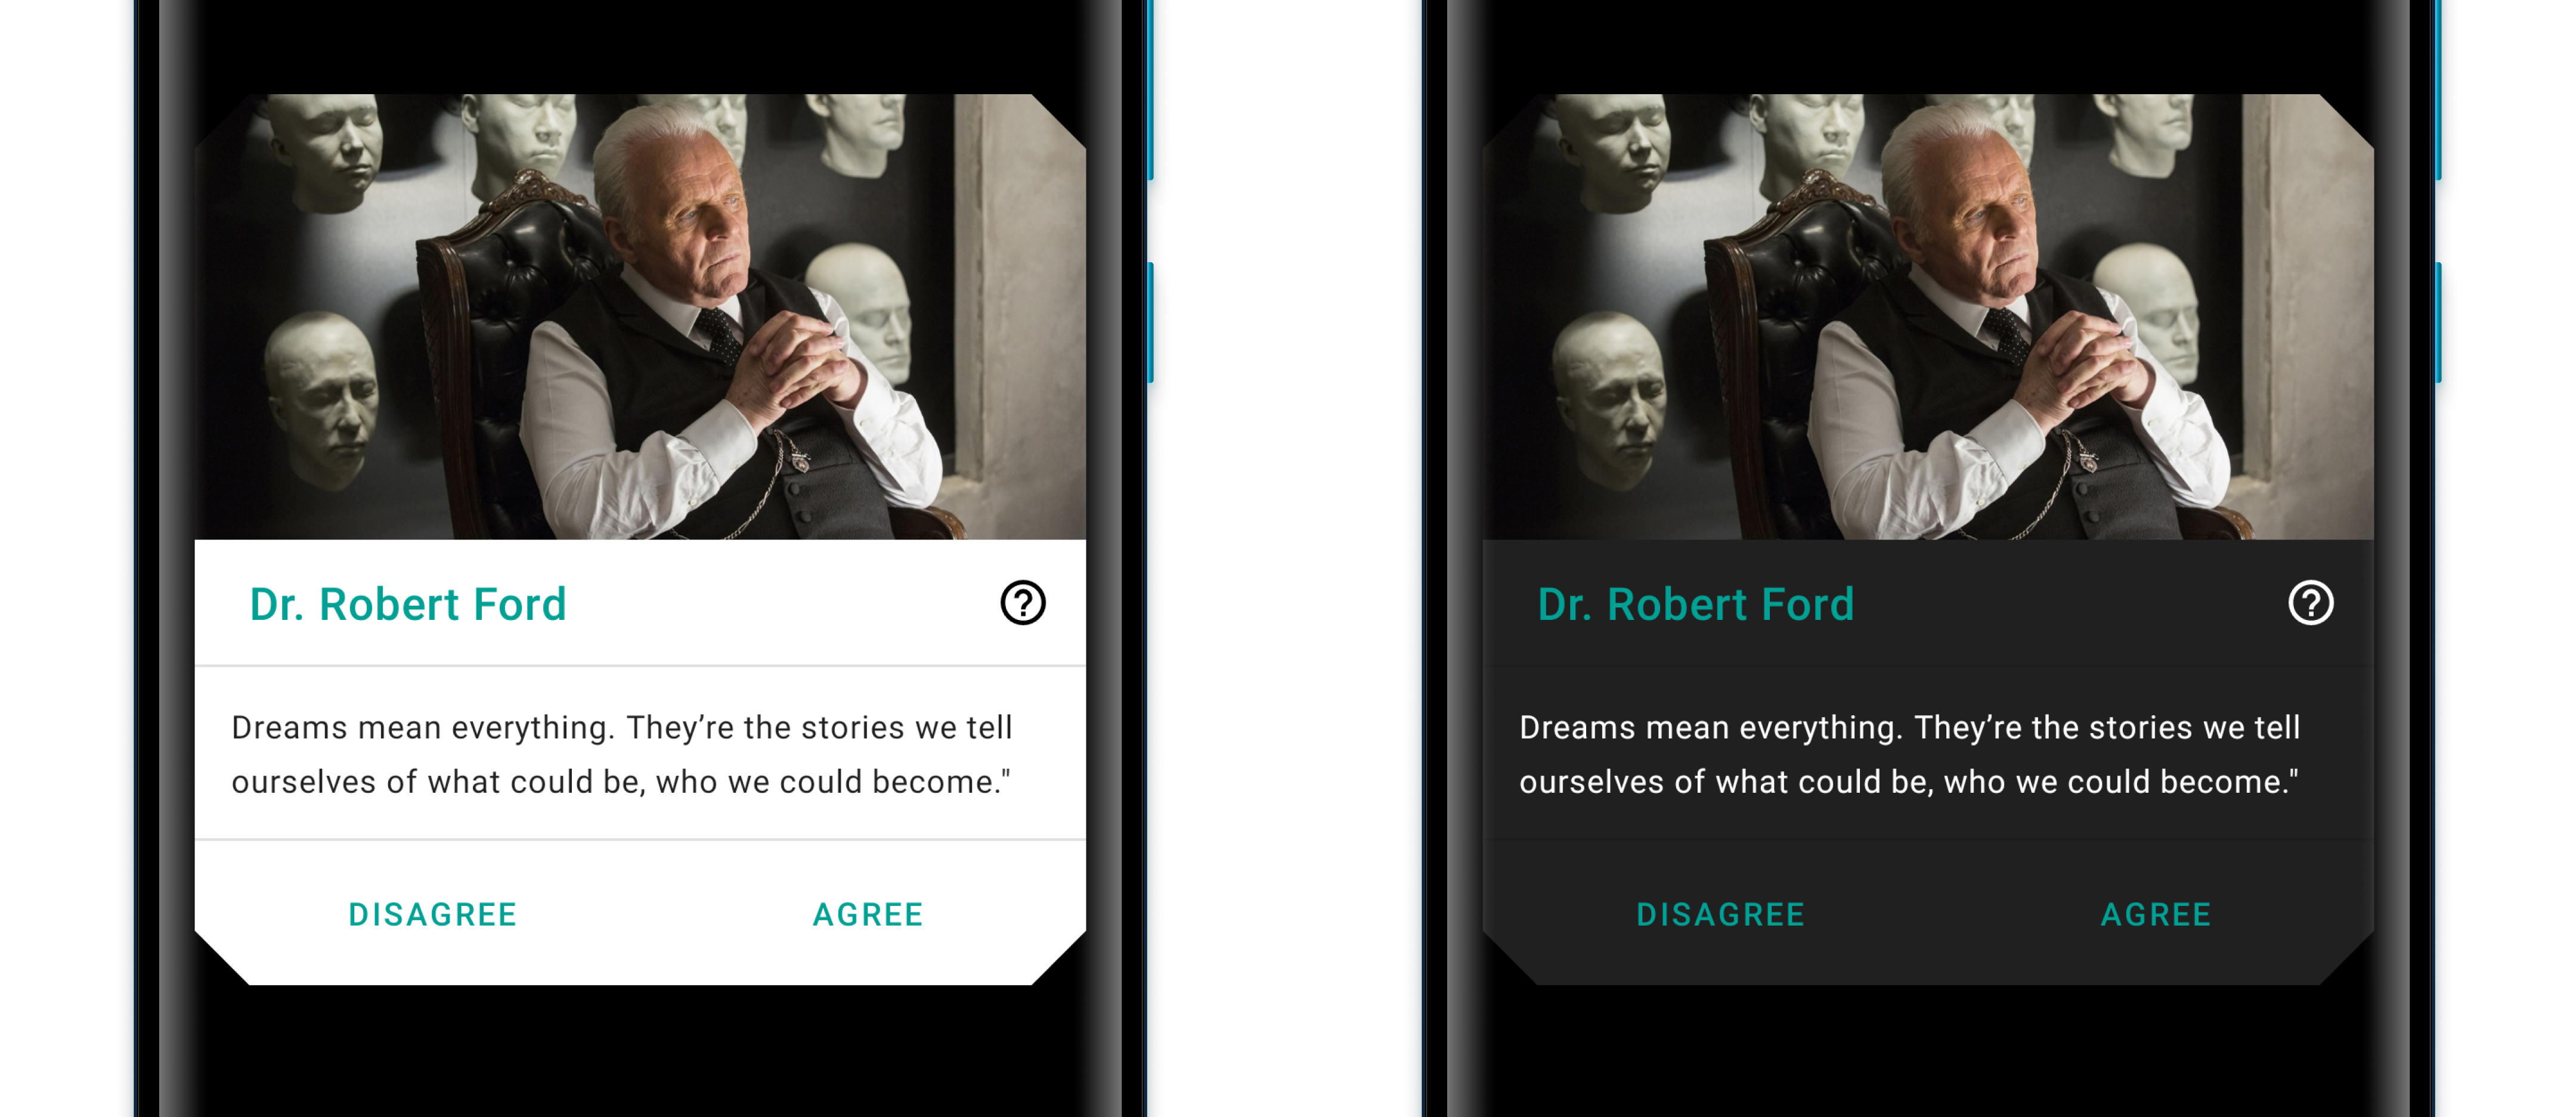 Dr. Robert Ford
Dreams mean everything. They’re the stories we tell
ourselves of what could be, who we could become."
DISAGREE AGREE
Dr. Robert Ford
Dreams mean everything. They’re the stories we tell
ourselves of what could be, who we could become."
DISAGREE AGREE